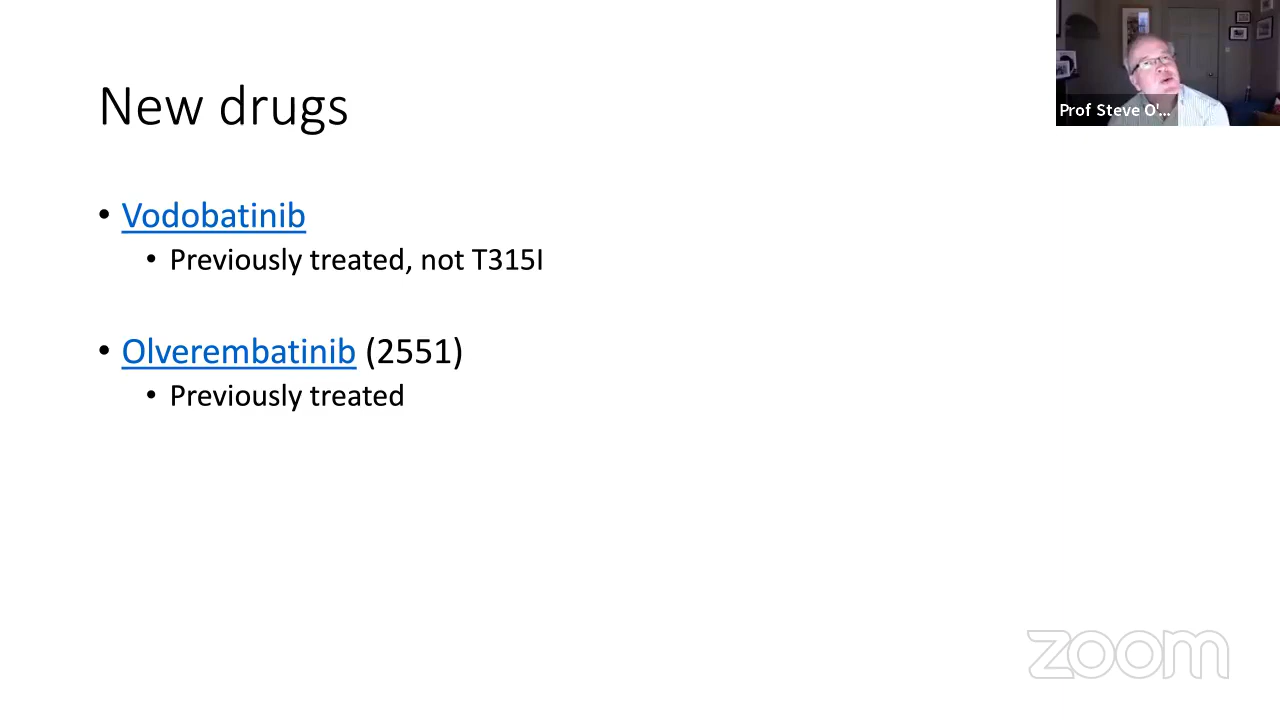 Prof Steve O'...
New drugs
• Vodobatinib
• Previously treated, not T315I
• Olverembatinib (2551)
• Previously treated
zoom